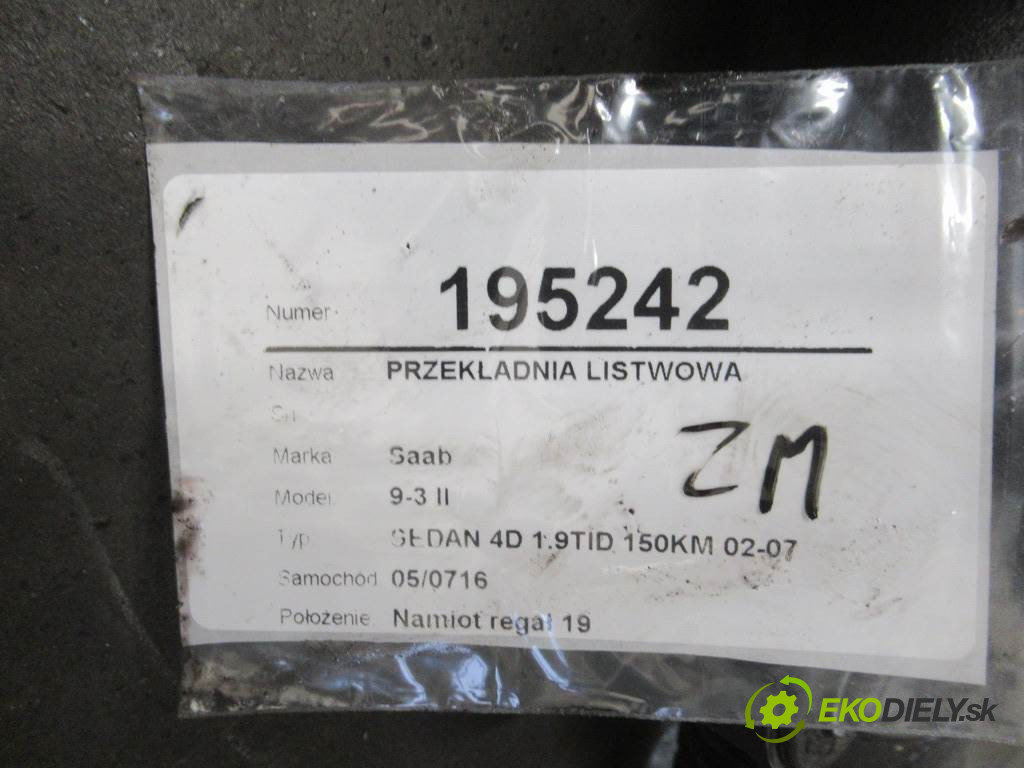 Numer 195242
Nazwa PRZEKŁADNIA LISTWOWA
Marka Saab
Model 9-3 II
ZM
Typ SEDAN 4D 1.9TID 150KM 02-07
Samochód 05/0716
Położenie Namiot regał 19
EKODIELY.sk